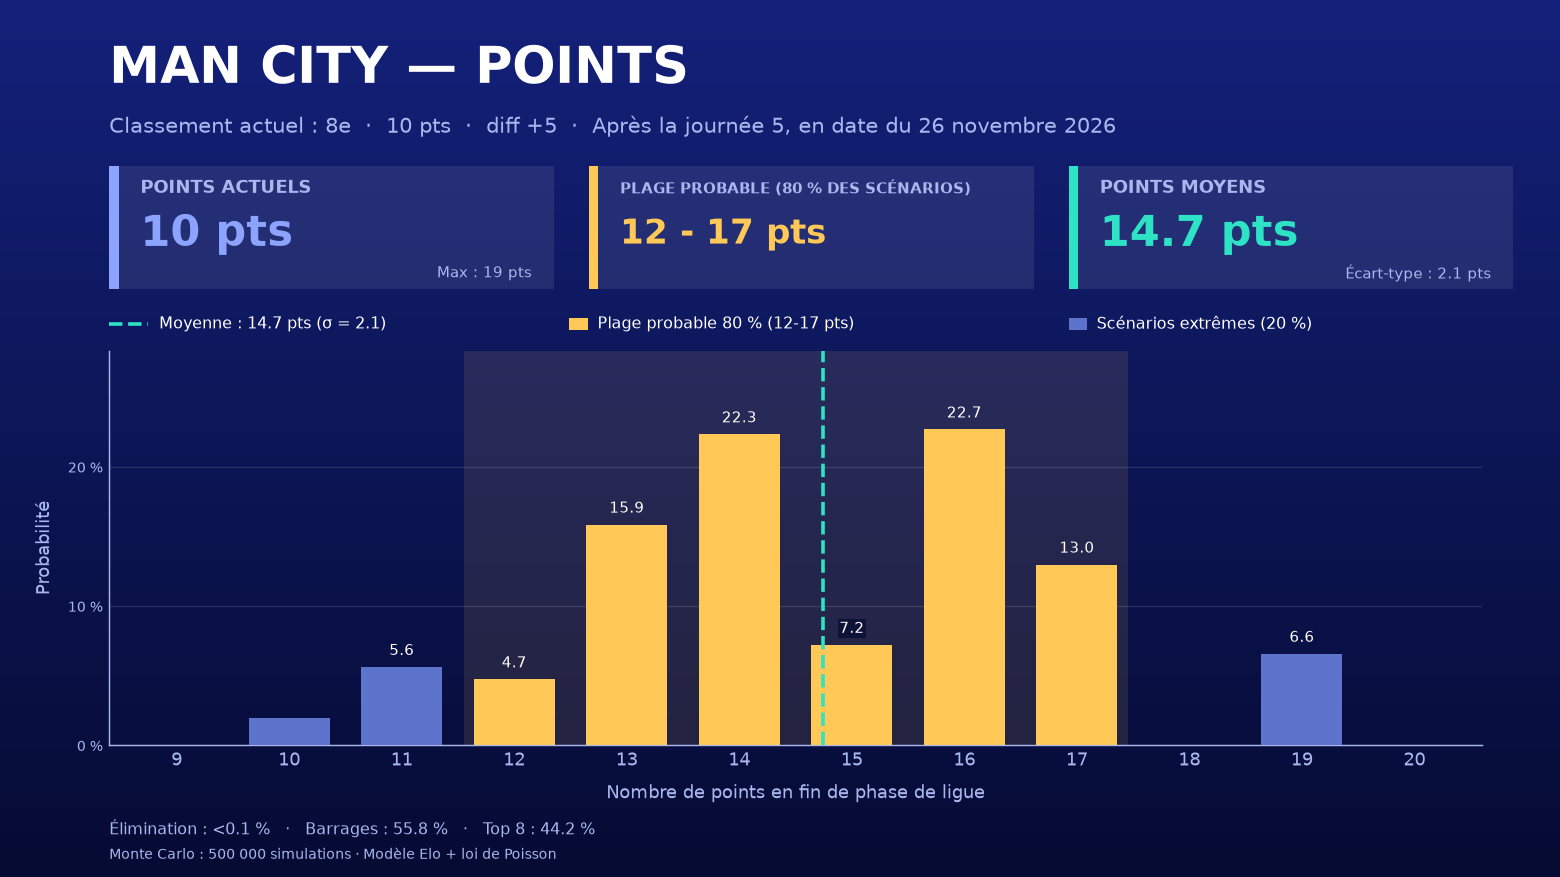 MAN CITY — POINTS
Classement actuel : 8e · 10 pts · diff +5 · Après la journée 5, en date du 26 novembre 2026
POINTS ACTUELS
10 pts
Max : 19 pts
PLAGE PROBABLE (80 % DES SCÉNARIOS)
12 - 17 pts
POINTS MOYENS
14.7 pts
Écart-type : 2.1 pts
Moyenne : 14.7 pts (σ = 2.1)
Plage probable 80 % (12-17 pts)
Scénarios extrêmes (20 %)
Probabilité
20 %
10 %
0 %
5.6
4.7
15.9
22.3
7.2
22.7
13.0
6.6
9 10 11 12 13 14 15 16 17 18 19 20
Nombre de points en fin de phase de ligue
Élimination : <0.1 % · Barrages : 55.8 % · Top 8 : 44.2 %
Monte Carlo : 500 000 simulations · Modèle Elo + loi de Poisson